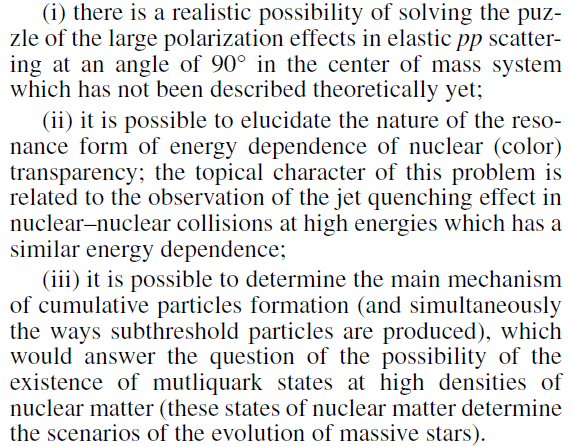 (i) there is a realistic possibility of solving the puz-
zle of the large polarization effects in elastic pp scatter-
ing at an angle of 90° in the center of mass system
which has not been described theoretically yet;
(ii) it is possible to elucidate the nature of the reso-
nance form of energy dependence of nuclear (color)
transparency; the topical character of this problem is
related to the observation of the jet quenching effect in
nuclear–nuclear collisions at high energies which has a
similar energy dependence;
(iii) it is possible to determine the main mechanism
of cumulative particles formation (and simultaneously
the ways subthreshold particles are produced), which
would answer the question of the possibility of the
existence of mutliquark states at high densities of
nuclear matter (these states of nuclear matter determine
the scenarios of the evolution of massive stars).